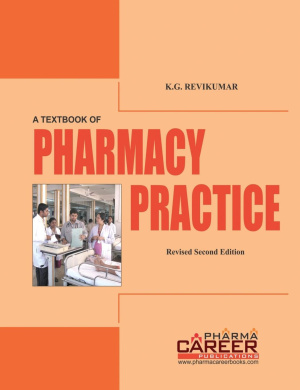 K.G. REVIKUMAR
A TEXTBOOK OF
PHARMACY
PRACTICE
Revised Second Edition
PHARMA
CAREER
PUBLICATIONS
www.pharmacareerbooks.com